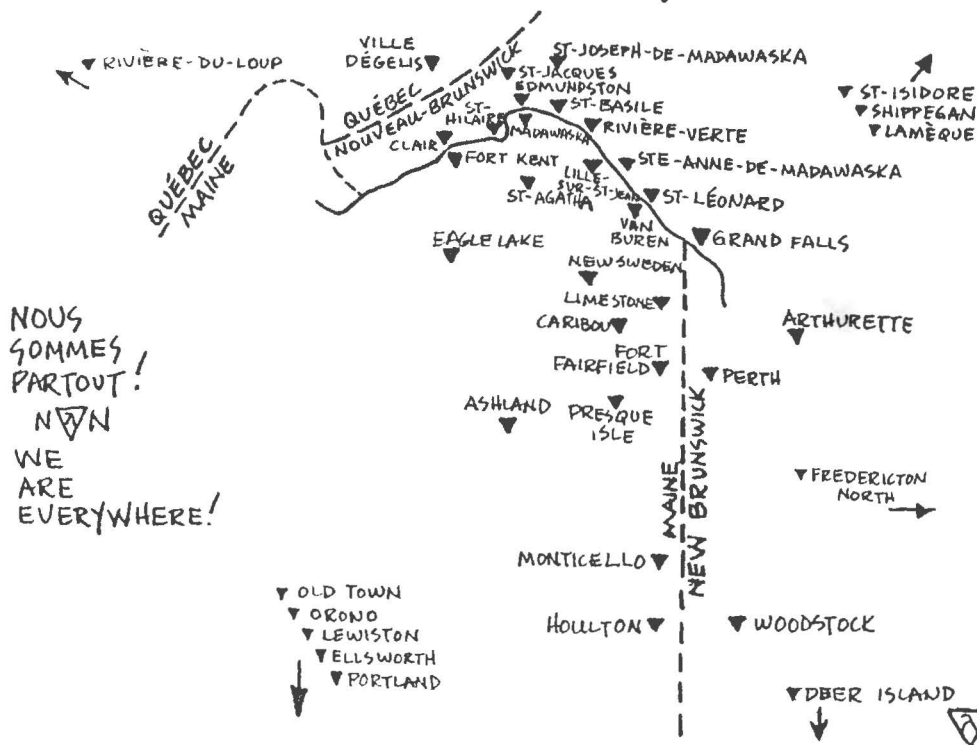 RIVIÈRE-DU-LOUP
VILLE
DÉGELIS
ST-JOSEPH-DE-MADAWASKA
ST-JACQUES
EDMUNDSTON
ST-BASILE
QUÉBEC
NOUVEAU-BRUNSWICK
ST-
HILAIRE
MADAWASKA
RIVIÈRE-VERTE
ST-ISIDORE
SHIPPEGAN
LAMÈQUE
CLAIR
FORT KENT
QUÉBEC
MAINE
LILLE-
SUR-ST-JEAN
STE-ANNE-DE-MADAWASKA
ST-AGATHA
ST-LÉONARD
VAN
BUREN
GRAND FALLS
EAGLE LAKE
NEW SWEDEN
LIMESTONE
CARIBOU
ARTHURETTE
FORT
FAIRFIELD
PERTH
PRESQUE
ISLE
ASHLAND
NOUS
SOMMES
PARTOUT!
N N
WE
ARE
EVERYWHERE!
MAINE
NEW BRUNSWICK
FREDERICTON
NORTH
MONTICELLO
HOULTON
WOODSTOCK
OLD TOWN
ORONO
LEWISTON
ELLSWORTH
PORTLAND
DEER ISLAND